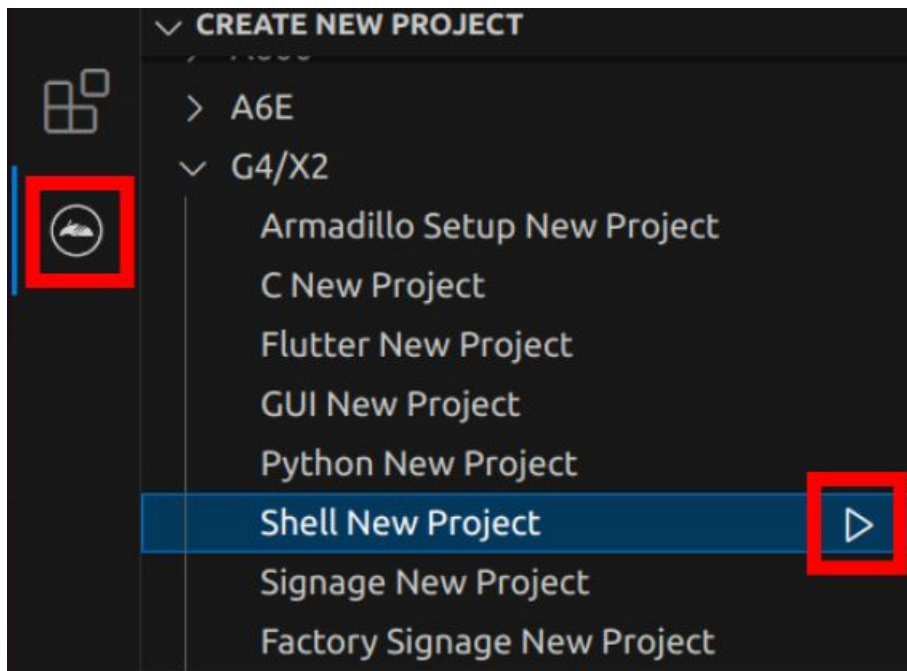 CREATE NEW PROJECT
A6E
G4/X2
Armadillo Setup New Project
C New Project
Flutter New Project
GUI New Project
Python New Project
Shell New Project
Signage New Project
Factory Signage New Project